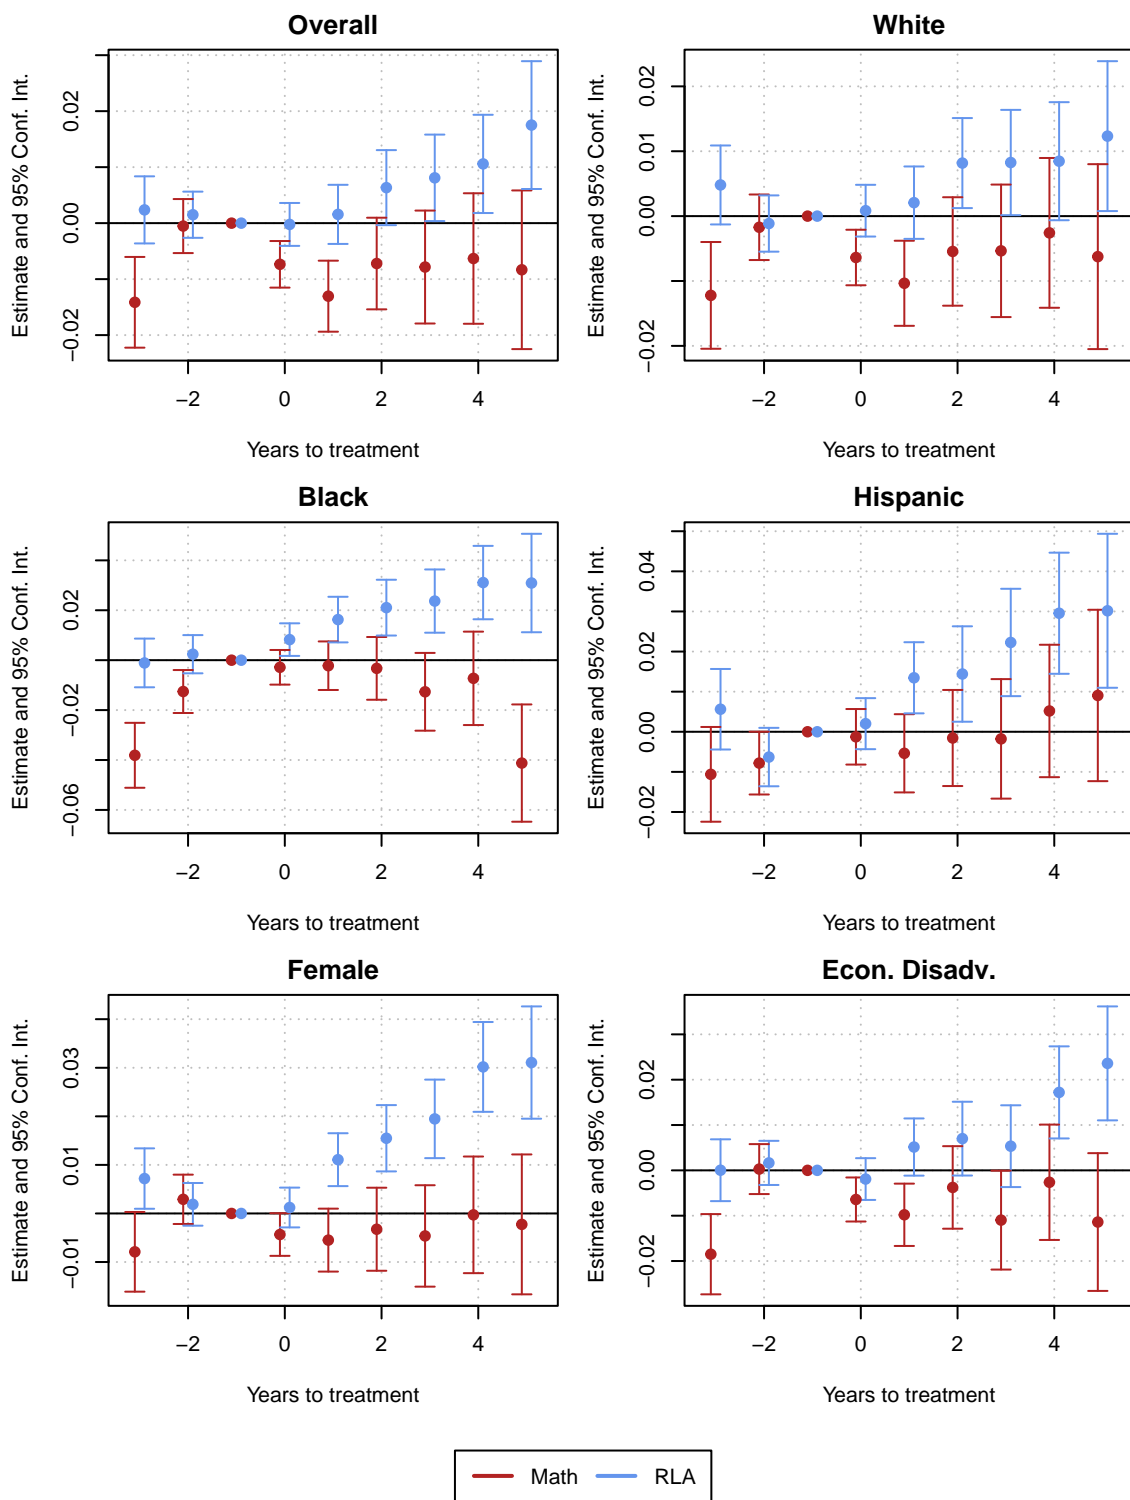 Overall
Estimate and 95% Conf. Int.
0.02
0.00
−0.02
−2 0 2 4
Years to treatment
White
Estimate and 95% Conf. Int.
0.02
0.01
0.00
−0.02
−2 0 2 4
Years to treatment
Black
Estimate and 95% Conf. Int.
0.02
−0.02
−0.06
−2 0 2 4
Years to treatment
Hispanic
Estimate and 95% Conf. Int.
0.04
0.02
0.00
−0.02
−2 0 2 4
Years to treatment
Female
Estimate and 95% Conf. Int.
0.03
0.01
−0.01
−2 0 2 4
Years to treatment
Econ. Disadv.
Estimate and 95% Conf. Int.
0.02
0.00
−0.02
−2 0 2 4
Years to treatment
Math RLA